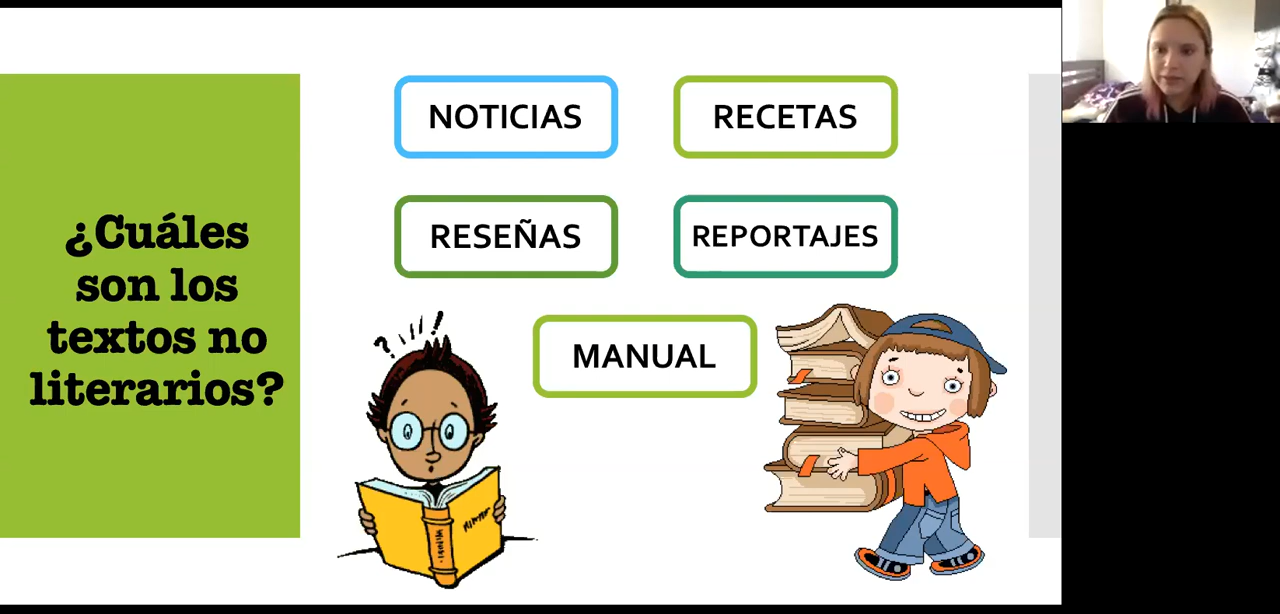 ¿Cuáles
son los
textos no
literarios?
NOTICIAS
RECETAS
RESEÑAS
REPORTAJES
MANUAL